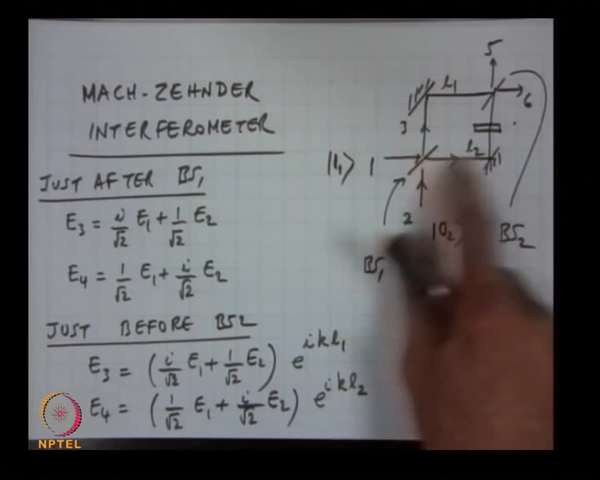 MACH-ZEHNDER
INTERFEROMETER
JUST AFTER BS₁
E₃ = i/√2 E₁ + 1/√2 E₂
E₄ = 1/√2 E₁ + i/√2 E₂
JUST BEFORE BS2
E₃ = (i/√2 E₁ + 1/√2 E₂) e^{ikl₁}
E₄ = (1/√2 E₁ + i/√2 E₂) e^{ikl₂}
5
l₁
6
3
l₂
|1₁⟩ 1
2
|0₂⟩
BS₂
BS₁
NPTEL